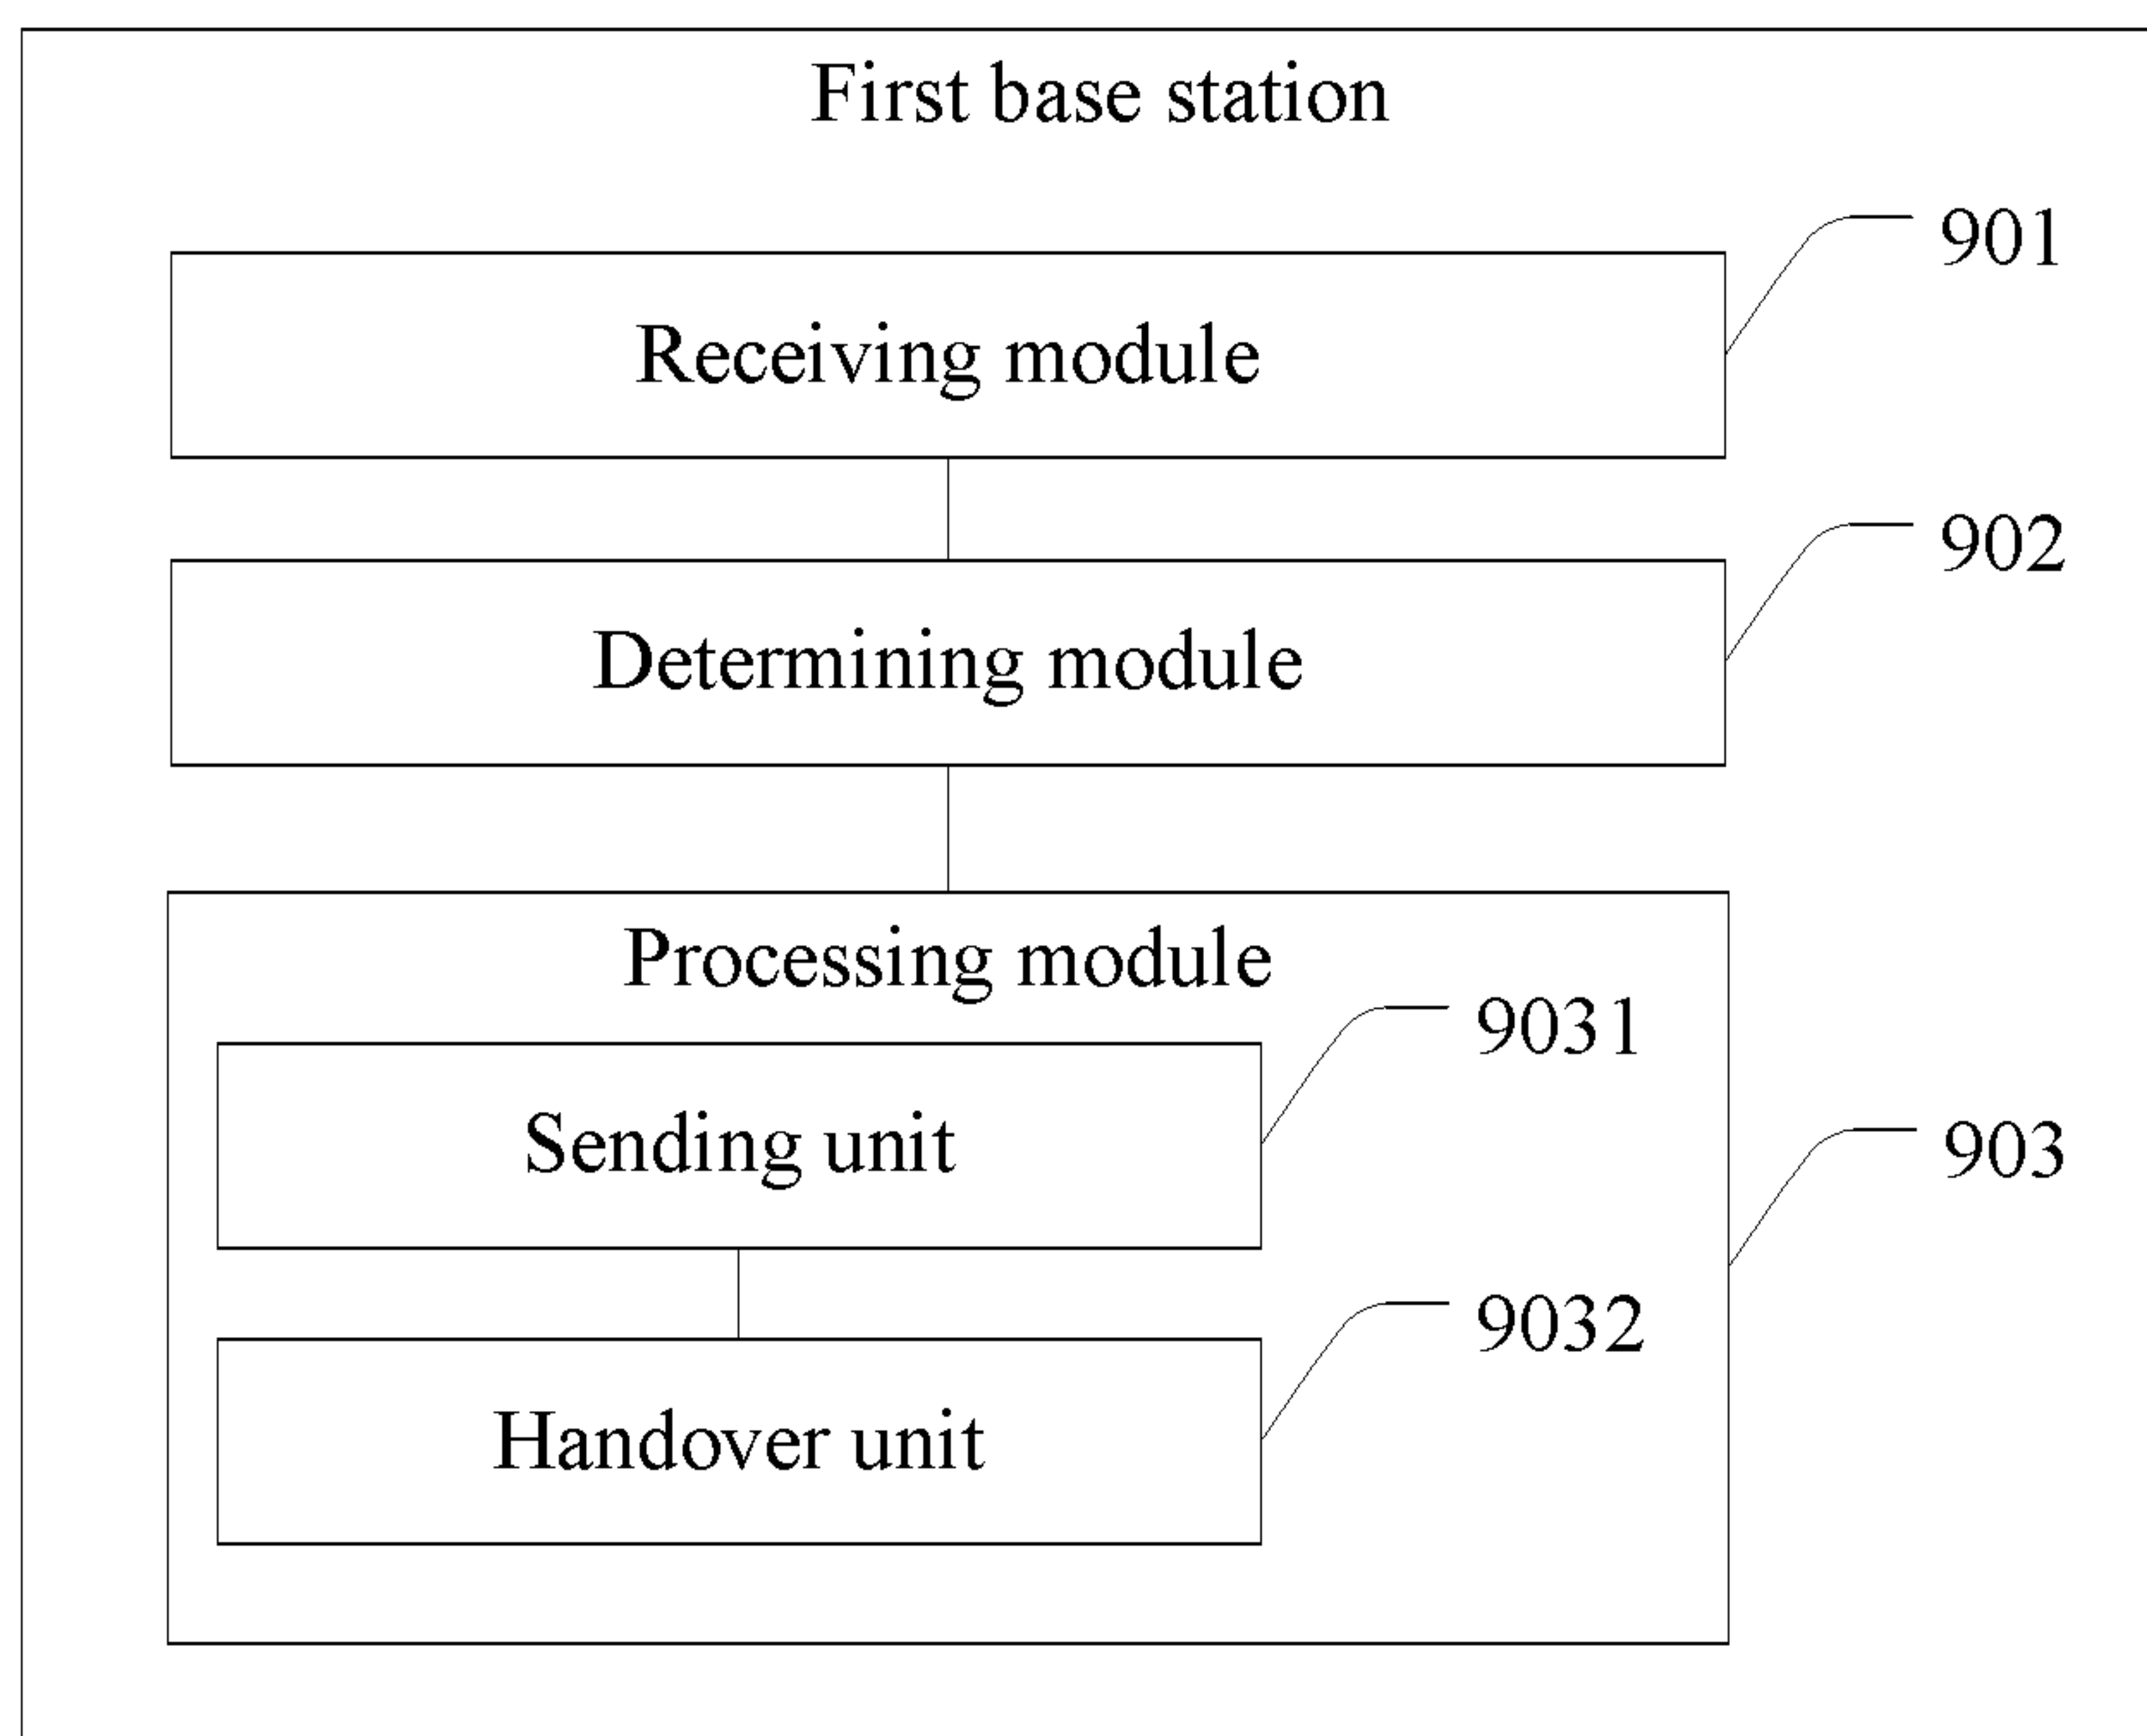 First base station
901
Receiving module
902
Determining module
Processing module
9031
Sending unit
903
9032
Handover unit